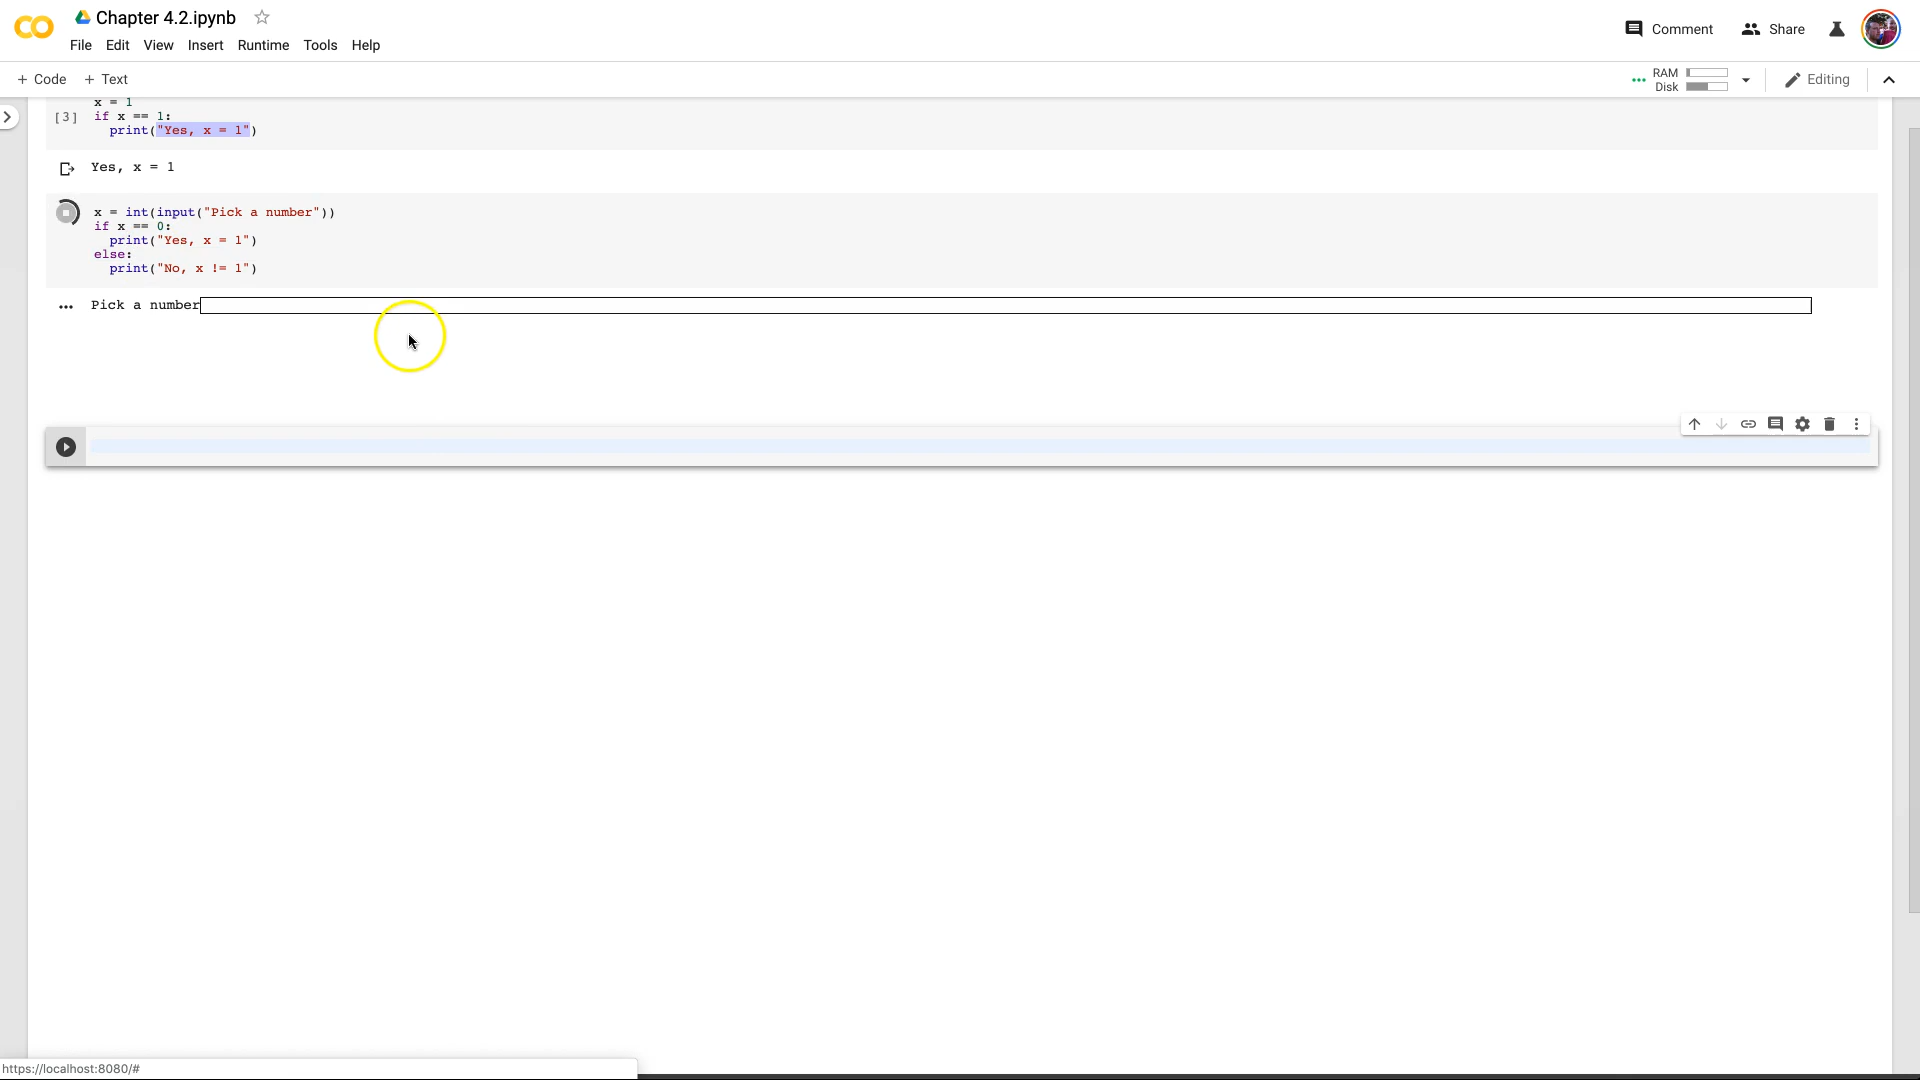 Chapter 4.2.ipynb
Comment
Share
File Edit View Insert Runtime Tools Help
+ Code + Text
RAM
Disk
Editing
x = 1
[3] if x == 1:
print("Yes, x = 1")
Yes, x = 1
x = int(input("Pick a number"))
if x == 0:
print("Yes, x = 1")
else:
print("No, x != 1")
Pick a number
https://localhost:8080/#